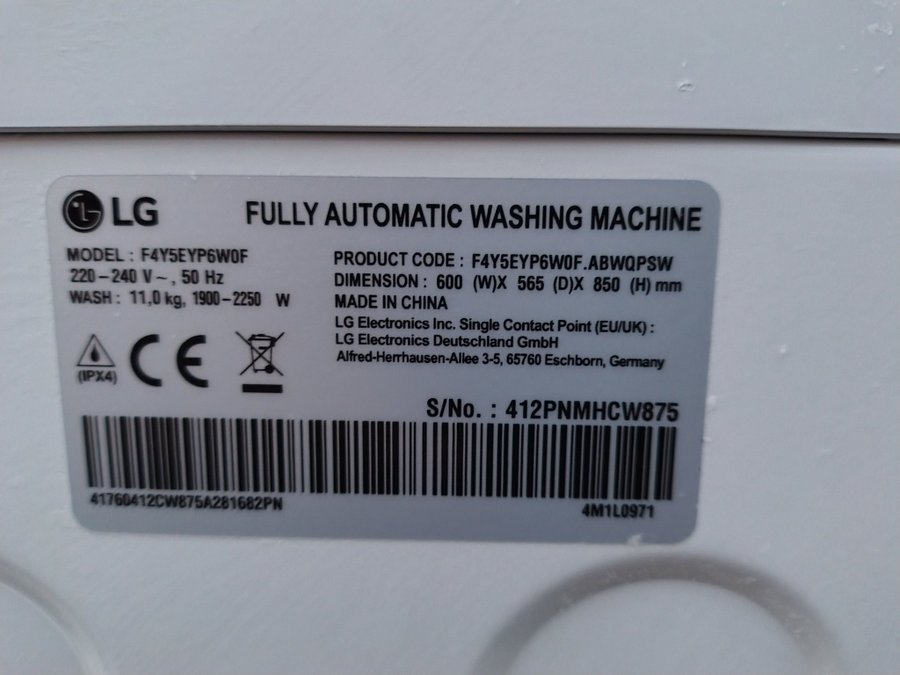 LG
FULLY AUTOMATIC WASHING MACHINE
MODEL : F4Y5EYP6W0F
220-240 V~, 50 Hz
WASH : 11,0 kg, 1900-2250 W
PRODUCT CODE : F4Y5EYP6W0F.ABWQPSW
DIMENSION : 600 (W)X 565 (D)X 850 (H) mm
MADE IN CHINA
LG Electronics Inc. Single Contact Point (EU/UK) :
LG Electronics Deutschland GmbH
Alfred-Herrhausen-Allee 3-5, 65760 Eschborn, Germany
(IPX4)
CE
S/No. : 412PNMHCW875
41760412CW875A281682PN
4M1L0971